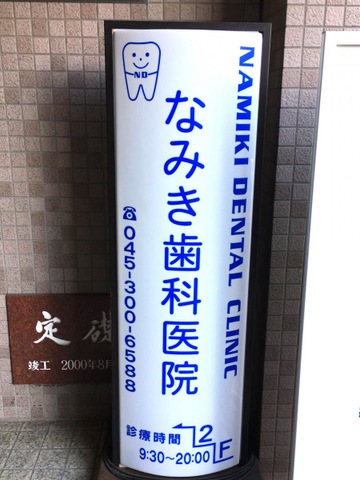 ND
NAMIKI DENTAL CLINIC
なみき歯科医院
☎045-300-6588
診療時間
9:30~20:00
2F
定礎
竣工 2000年8月